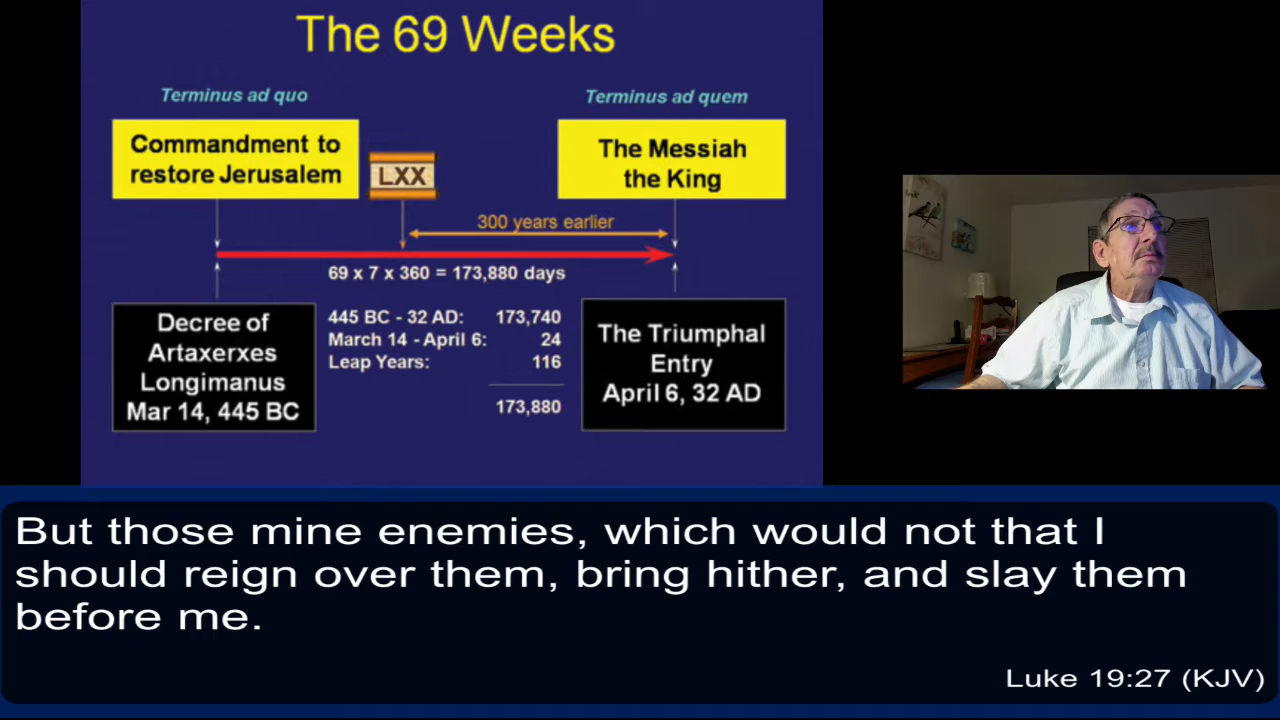 The 69 Weeks
Terminus ad quo
Terminus ad quem
Commandment to
restore Jerusalem
LXX
The Messiah
the King
300 years earlier
69 x 7 x 360 = 173,880 days
Decree of
Artaxerxes
Longimanus
Mar 14, 445 BC
445 BC - 32 AD: 173,740
March 14 - April 6: 24
Leap Years: 116
173,880
The Triumphal
Entry
April 6, 32 AD
But those mine enemies, which would not that I
should reign over them, bring hither, and slay them
before me.
Luke 19:27 (KJV)